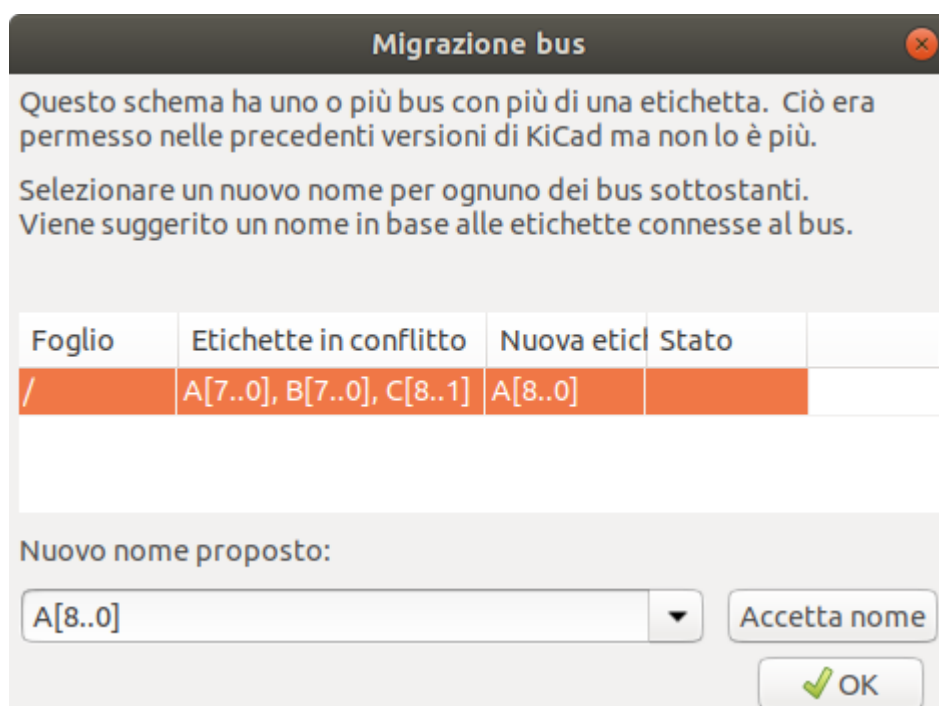 Migrazione bus
Questo schema ha uno o più bus con più di una etichetta. Ciò era
permesso nelle precedenti versioni di KiCad ma non lo è più.
Selezionare un nuovo nome per ognuno dei bus sottostanti.
Viene suggerito un nome in base alle etichette connesse al bus.
Foglio Etichette in conflitto Nuova etich Stato
/ A[7..0], B[7..0], C[8..1] A[8..0]
Nuovo nome proposto:
A[8..0] Accetta nome
OK